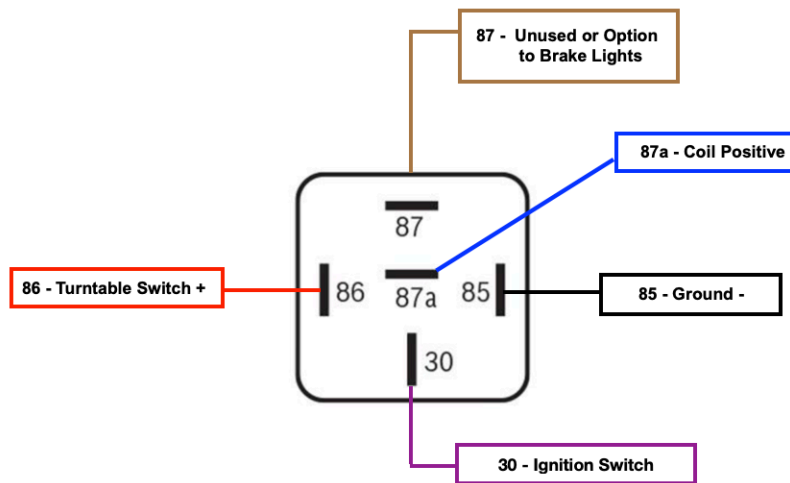 87 - Unused or Option
to Brake Lights
87a - Coil Positive
87
86 - Turntable Switch +
86
87a
85
85 - Ground -
30
30 - Ignition Switch